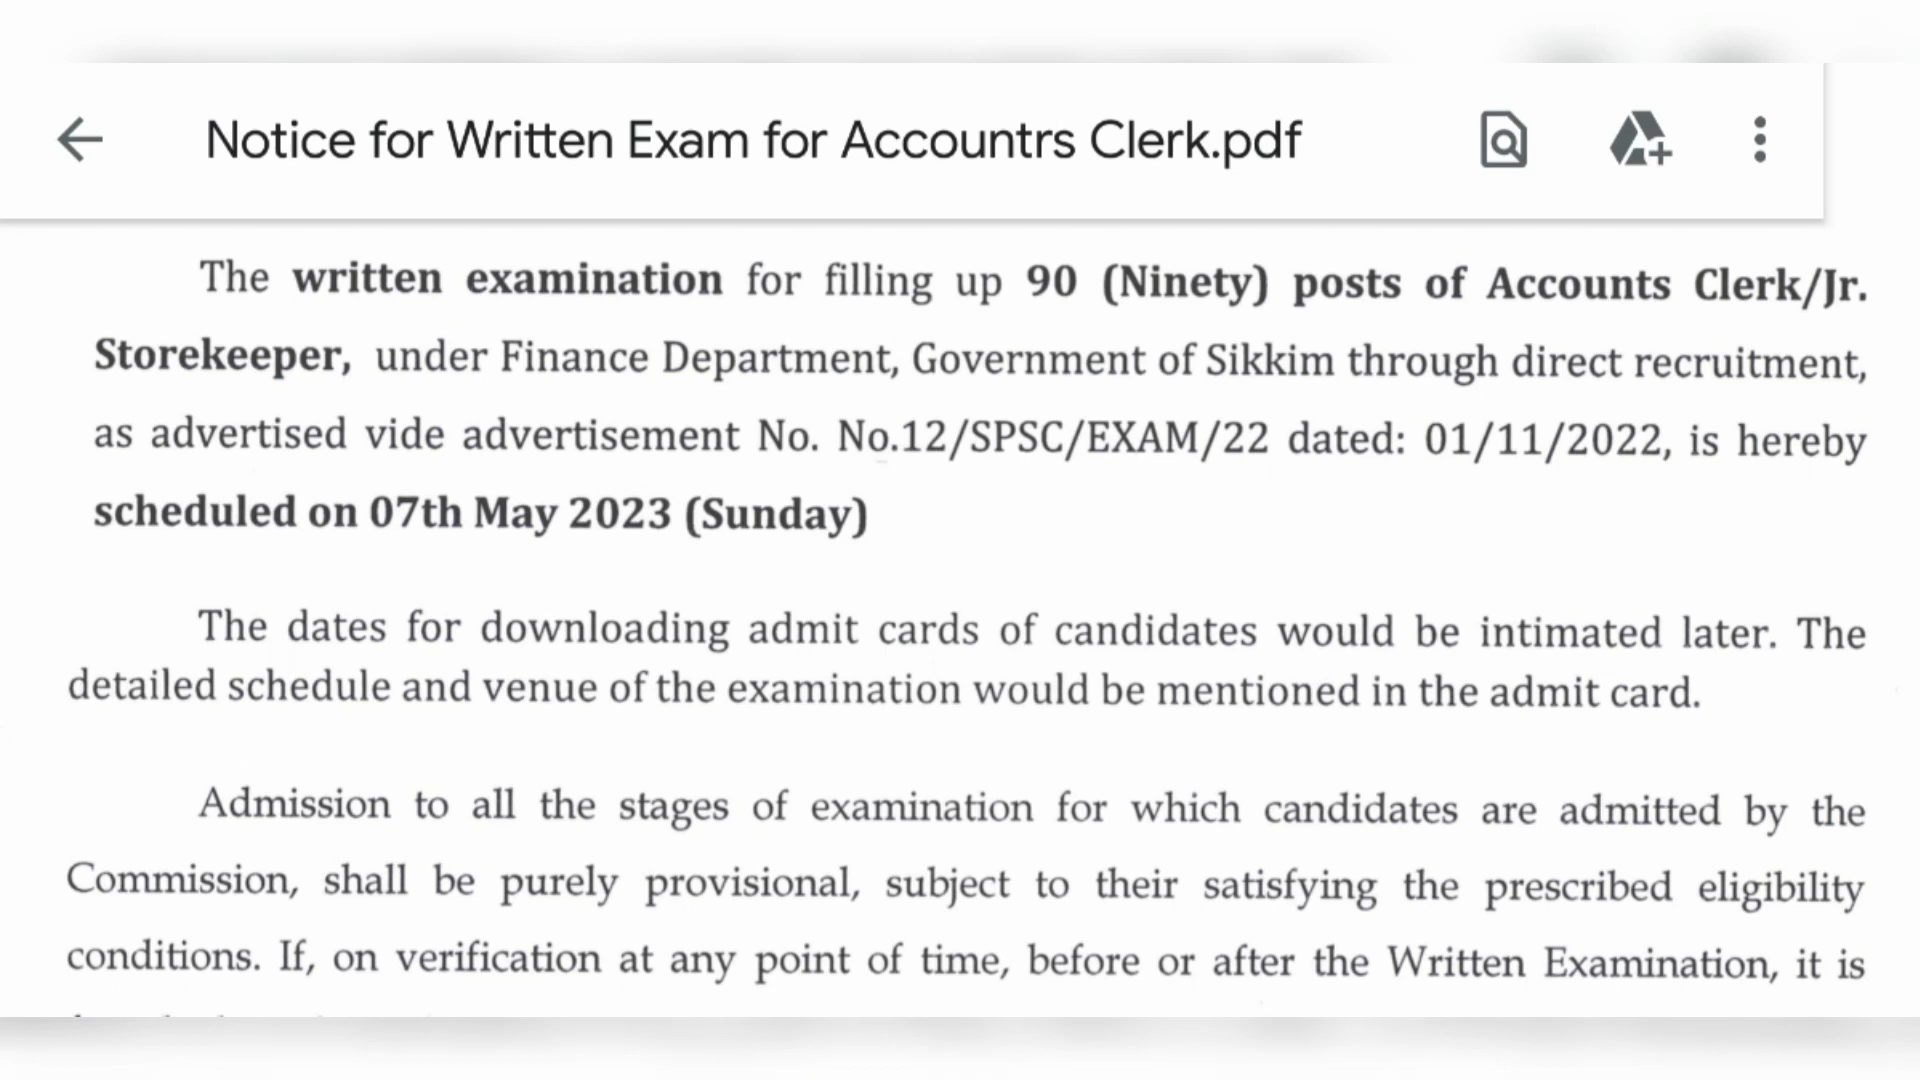 Notice for Written Exam for Accountrs Clerk.pdf
The written examination for filling up 90 (Ninety) posts of Accounts Clerk/Jr.
Storekeeper, under Finance Department, Government of Sikkim through direct recruitment,
as advertised vide advertisement No. No.12/SPSC/EXAM/22 dated: 01/11/2022, is hereby
scheduled on 07th May 2023 (Sunday)
The dates for downloading admit cards of candidates would be intimated later. The
detailed schedule and venue of the examination would be mentioned in the admit card.
Admission to all the stages of examination for which candidates are admitted by the
Commission, shall be purely provisional, subject to their satisfying the prescribed eligibility
conditions. If, on verification at any point of time, before or after the Written Examination, it is